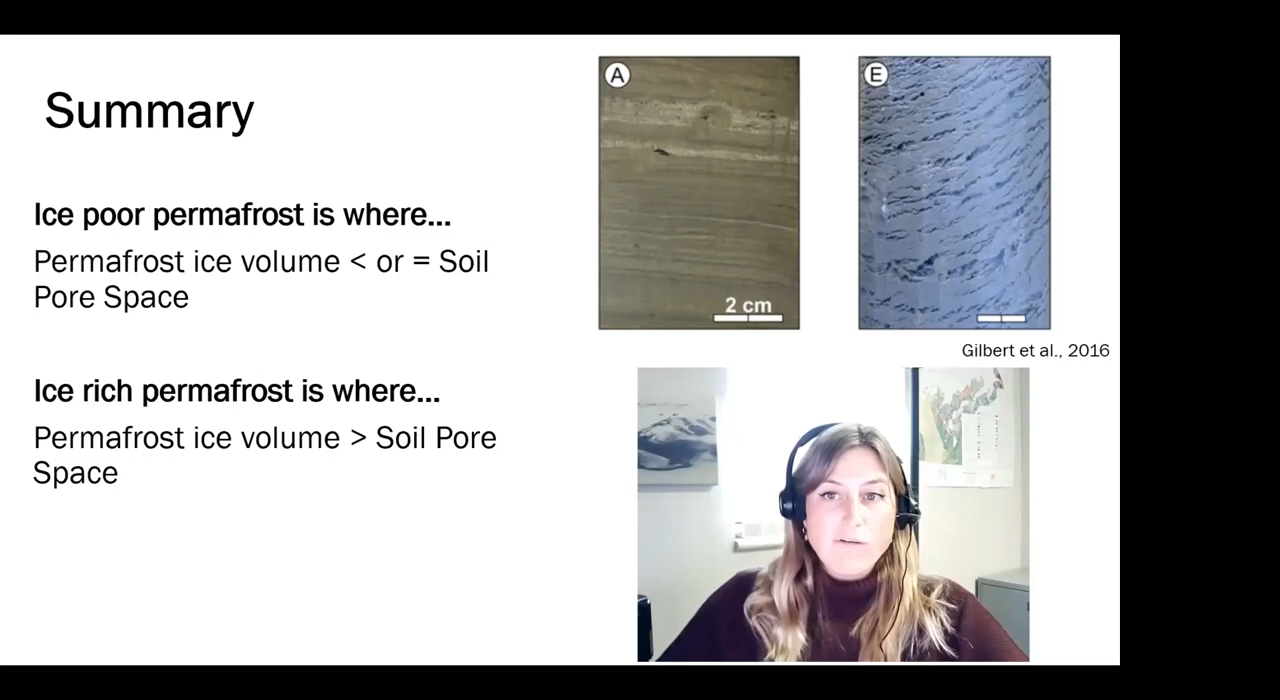 Summary
Ice poor permafrost is where...
Permafrost ice volume < or = Soil
Pore Space
Ice rich permafrost is where...
Permafrost ice volume > Soil Pore
Space
A
2 cm
E
Gilbert et al., 2016